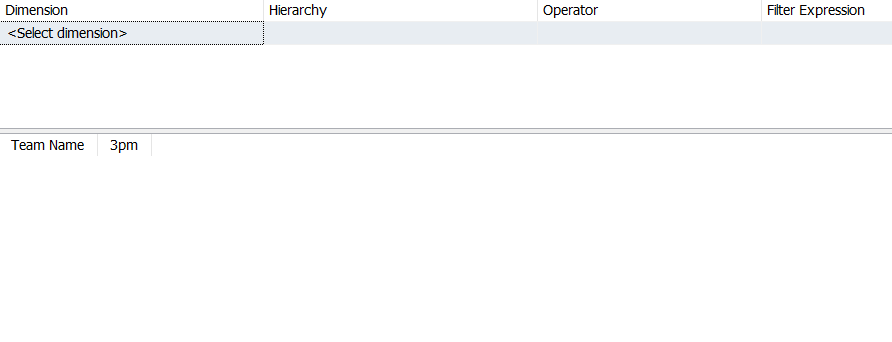 Dimension Hierarchy Operator Filter Expression
<Select dimension>
Team Name 3pm